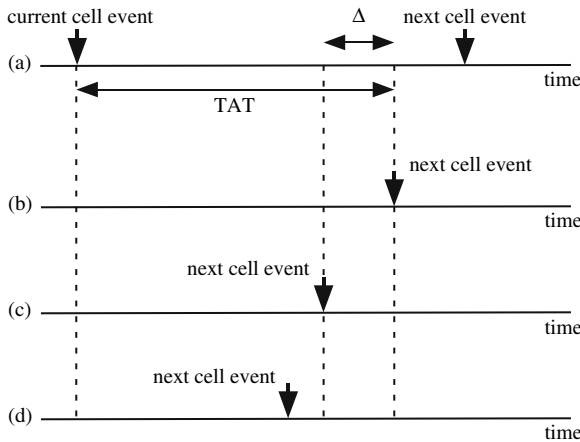 current cell event
Δ
next cell event
(a)
time
TAT
next cell event
(b)
time
next cell event
(c)
time
next cell event
(d)
time